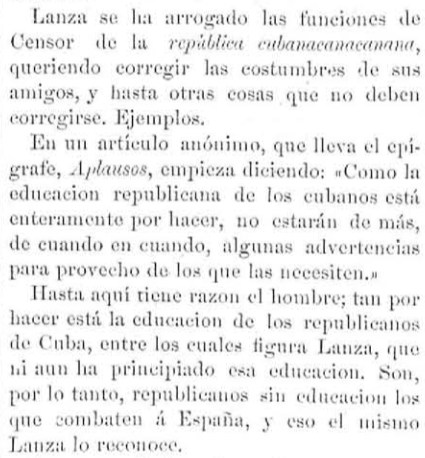 Lanza se ha arrogado las funciones de
Censor de la república cubanacanacanana,
queriendo corregir las costumbres de sus
amigos, y hasta otras cosas que no deben
corregirse. Ejemplos.
En un artículo anónimo, que lleva el epí-
grafe, Aplausos, empieza diciendo: «Como la
educacion republicana de los cubanos está
enteramente por hacer, no estarán de más,
de cuando en cuando, algunas advertencias
para provecho de los que las necesiten.»
Hasta aquí tiene razon el hombre; tan por
hacer está la educacion de los republicanos
de Cuba, entre los cuales figura Lanza, que
ni aun ha principiado esa educacion. Son,
por lo tanto, republicanos sin educacion los
que combaten á España, y eso el mismo
Lanza lo reconoce.